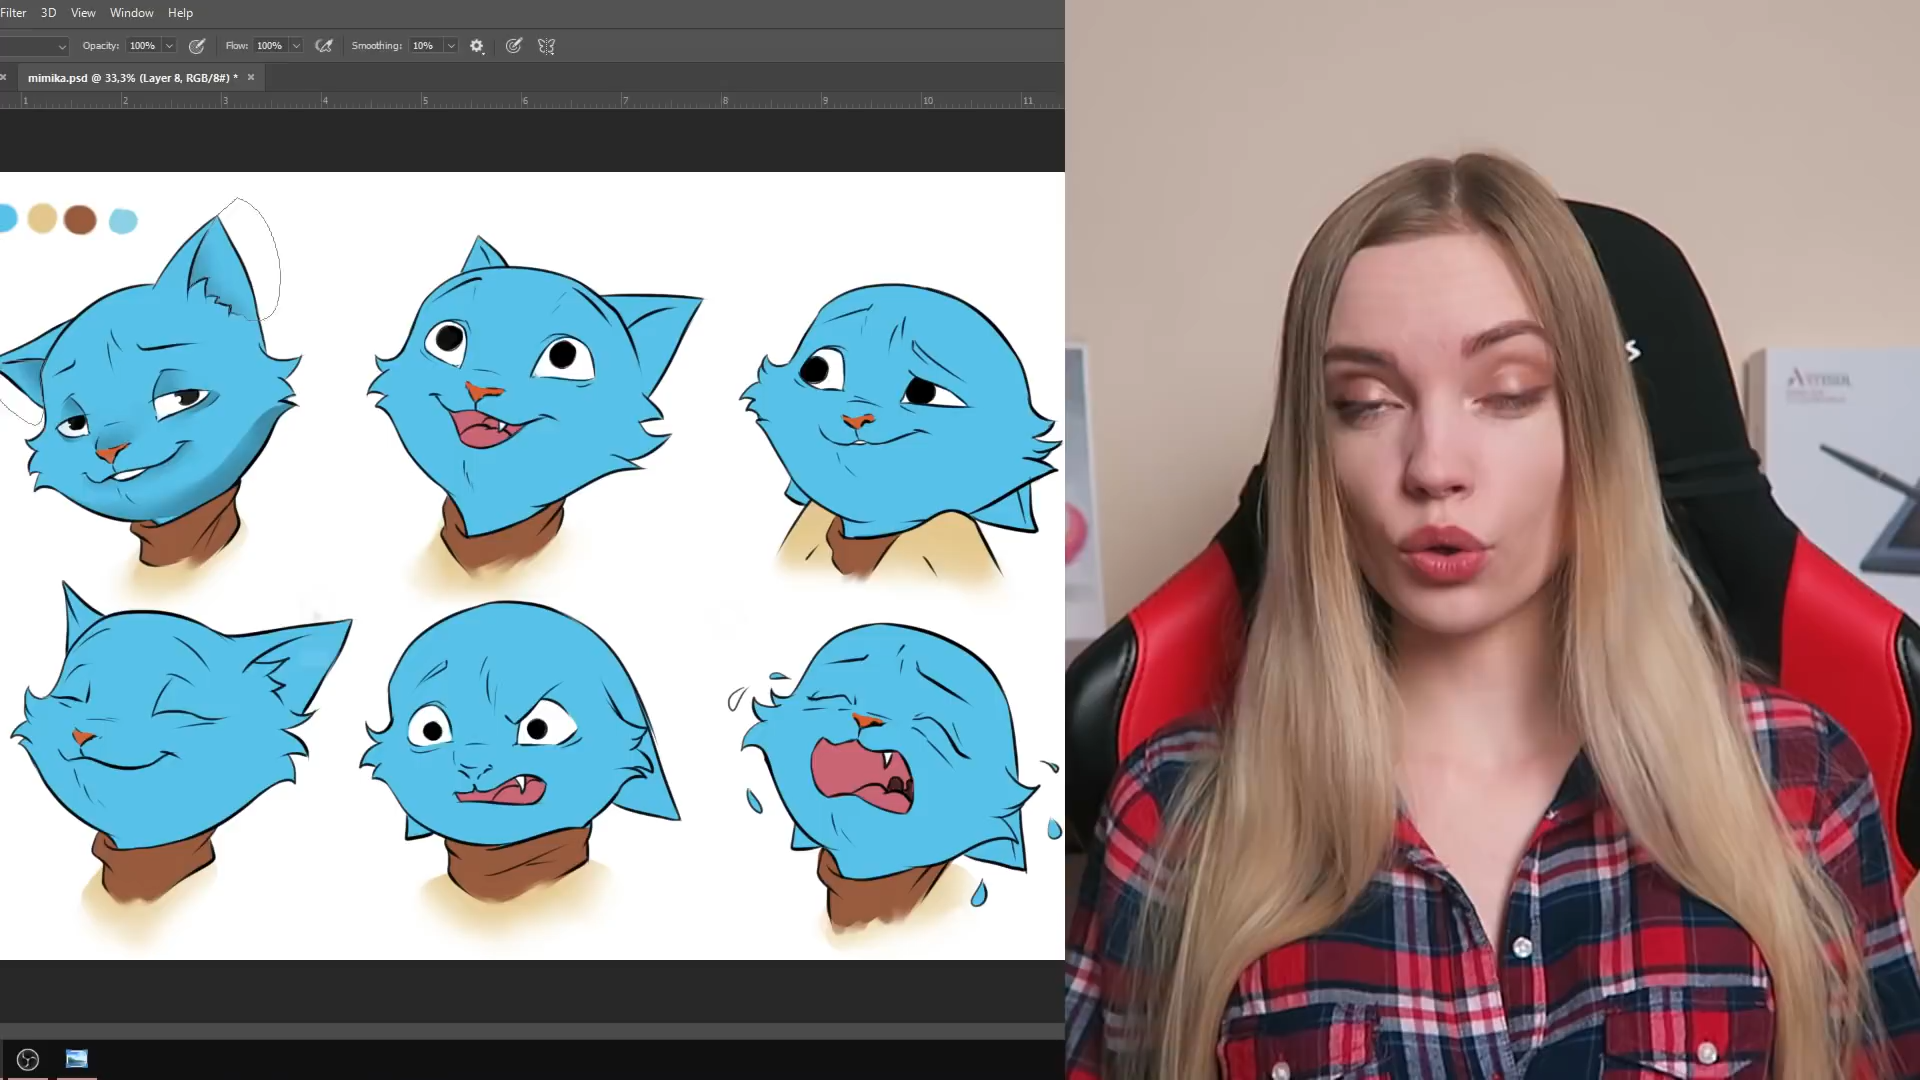 Filter 3D View Window Help
Opacity: 100% Flow: 100% Smoothing: 10%
mimika.psd @ 33,3% (Layer 8, RGB/8#) *
1 2 3 4 5 6 7 8 9 10 11